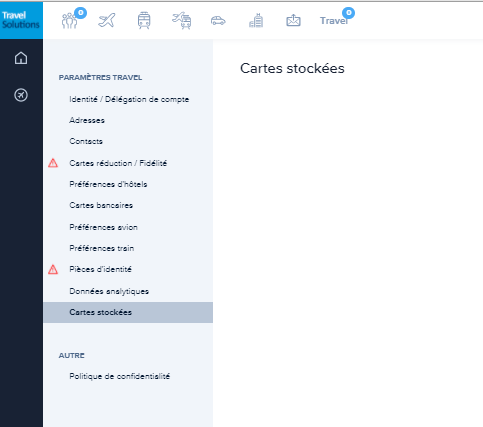 Travel
Solutions
0
Travel
0
PARAMÈTRES TRAVEL
Identité / Délégation de compte
Adresses
Contacts
Cartes réduction / Fidélité
Préférences d'hôtels
Cartes bancaires
Préférences avion
Préférences train
Pièces d'identité
Données analytiques
Cartes stockées
AUTRE
Politique de confidentialité
Cartes stockées